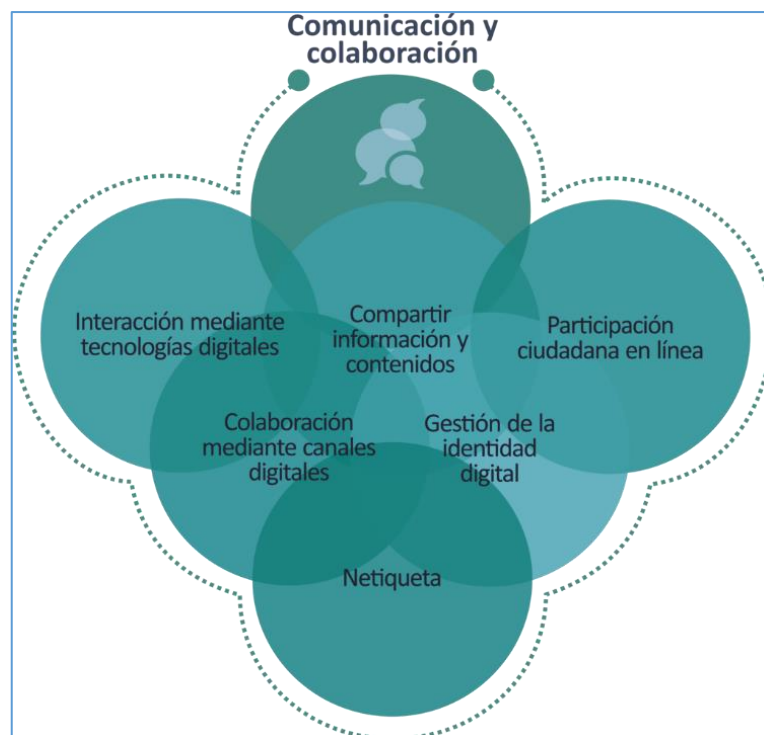 Comunicación y
colaboración
Interacción mediante
tecnologías digitales
Compartir
información y
contenidos
Participación
ciudadana en línea
Colaboración
mediante canales
digitales
Gestión de la
identidad
digital
Netiqueta